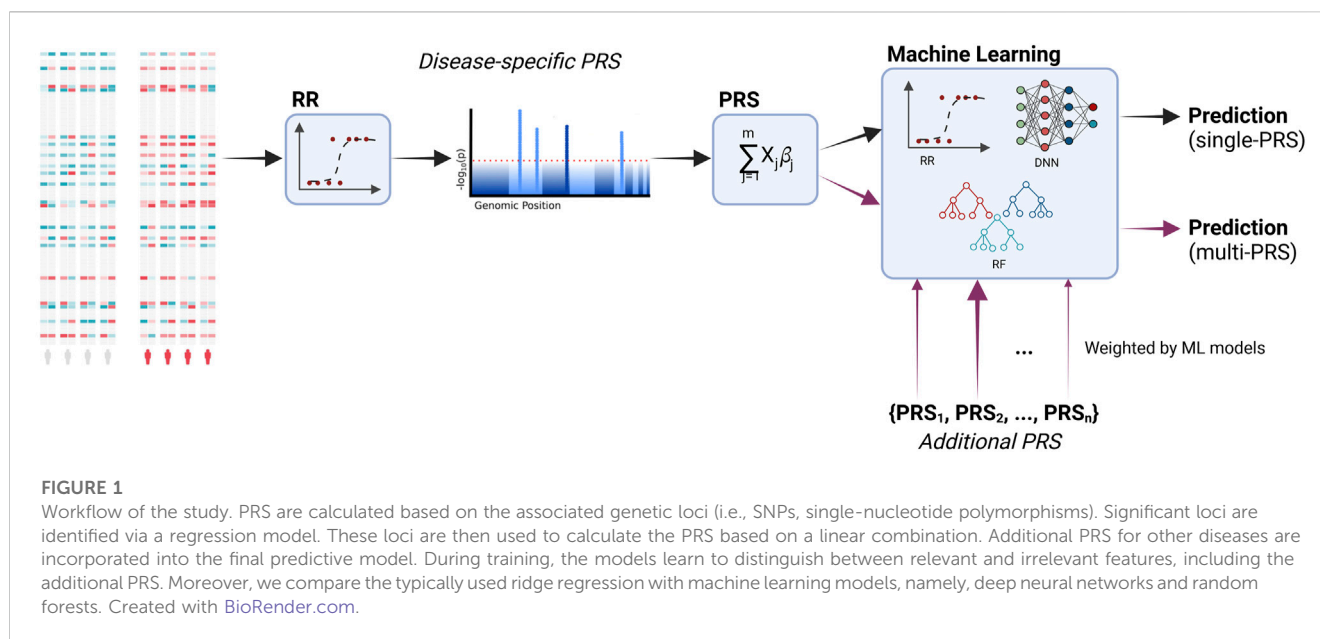 Disease-specific PRS
Machine Learning
RR
PRS
-log₁₀(p)
Genomic Position
m
∑ Xⱼβⱼ
j=1
RR
DNN
RF
Prediction
(single-PRS)
Prediction
(multi-PRS)
...
Weighted by ML models
{PRS₁, PRS₂, ..., PRSₙ}
Additional PRS
FIGURE 1
Workflow of the study. PRS are calculated based on the associated genetic loci (i.e., SNPs, single-nucleotide polymorphisms). Significant loci are
identified via a regression model. These loci are then used to calculate the PRS based on a linear combination. Additional PRS for other diseases are
incorporated into the final predictive model. During training, the models learn to distinguish between relevant and irrelevant features, including the
additional PRS. Moreover, we compare the typically used ridge regression with machine learning models, namely, deep neural networks and random
forests. Created with BioRender.com.